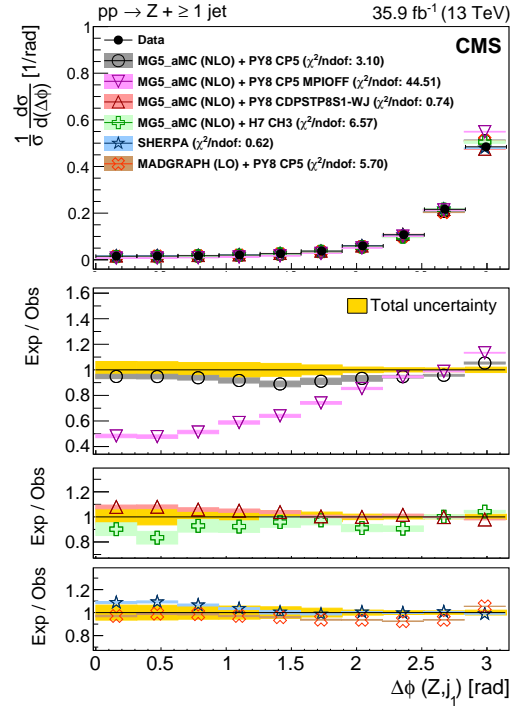 pp → Z + ≥ 1 jet 35.9 fb⁻¹ (13 TeV)
CMS
Data
MG5_aMC (NLO) + PY8 CP5 (χ²/ndof: 3.10)
MG5_aMC (NLO) + PY8 CP5 MPIOFF (χ²/ndof: 44.51)
MG5_aMC (NLO) + PY8 CDPSTP8S1-WJ (χ²/ndof: 0.74)
MG5_aMC (NLO) + H7 CH3 (χ²/ndof: 6.57)
SHERPA (χ²/ndof: 0.62)
MADGRAPH (LO) + PY8 CP5 (χ²/ndof: 5.70)
1/σ dσ/d(Δϕ) [1/rad]
1
0.8
0.6
0.4
0.2
0
Total uncertainty
Exp / Obs
1.6
1.4
1.2
1
0.8
0.6
0.4
Exp / Obs
1.2
1
0.8
Exp / Obs
1.2
1
0.8
0 0.5 1 1.5 2 2.5 3
Δϕ (Z,j₁) [rad]